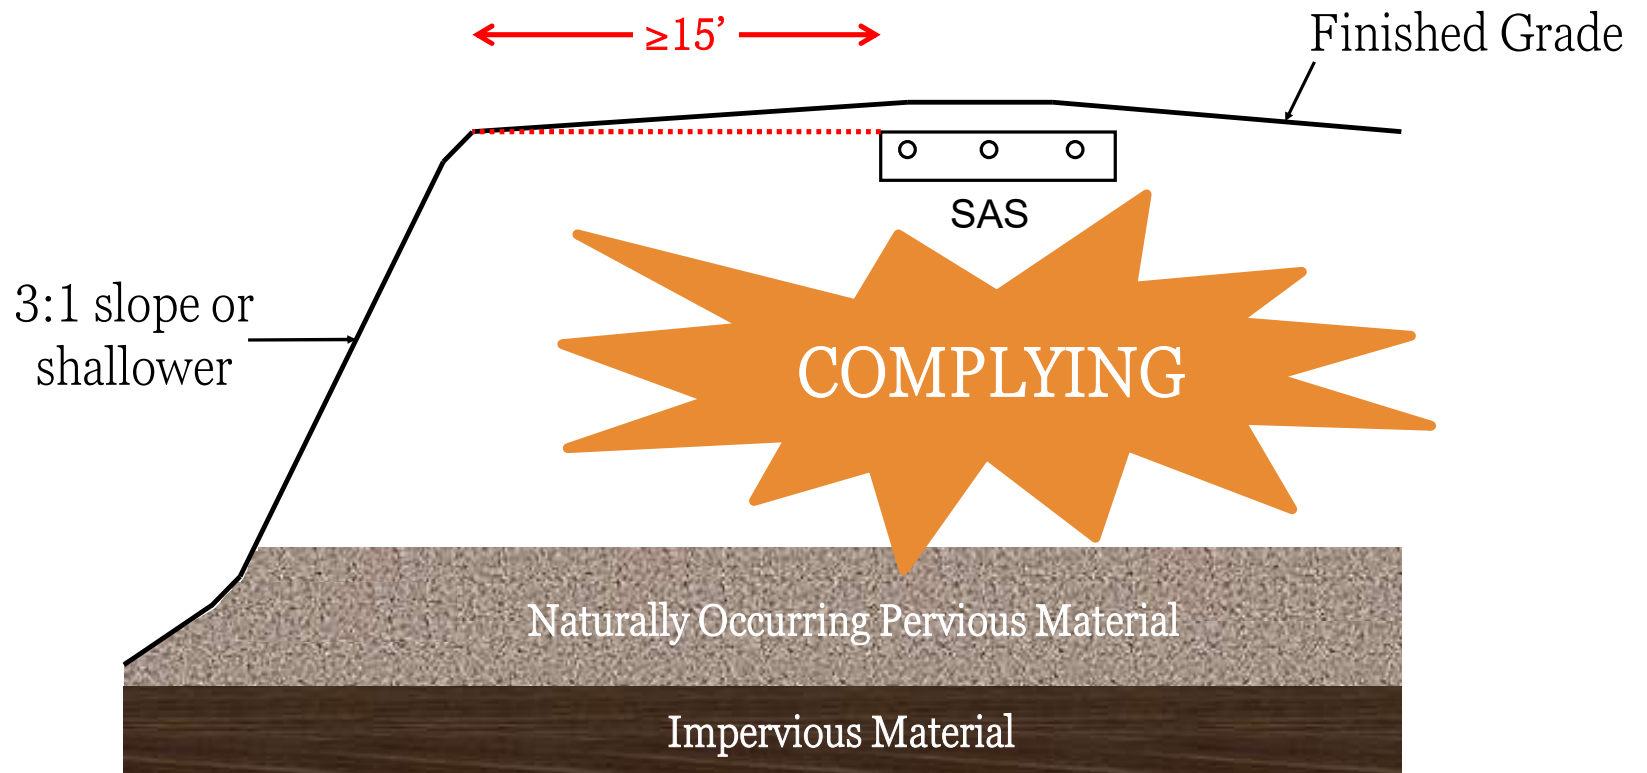 ≥15’
Finished Grade
SAS
3:1 slope or
shallower
COMPLYING
Naturally Occurring Pervious Material
Impervious Material